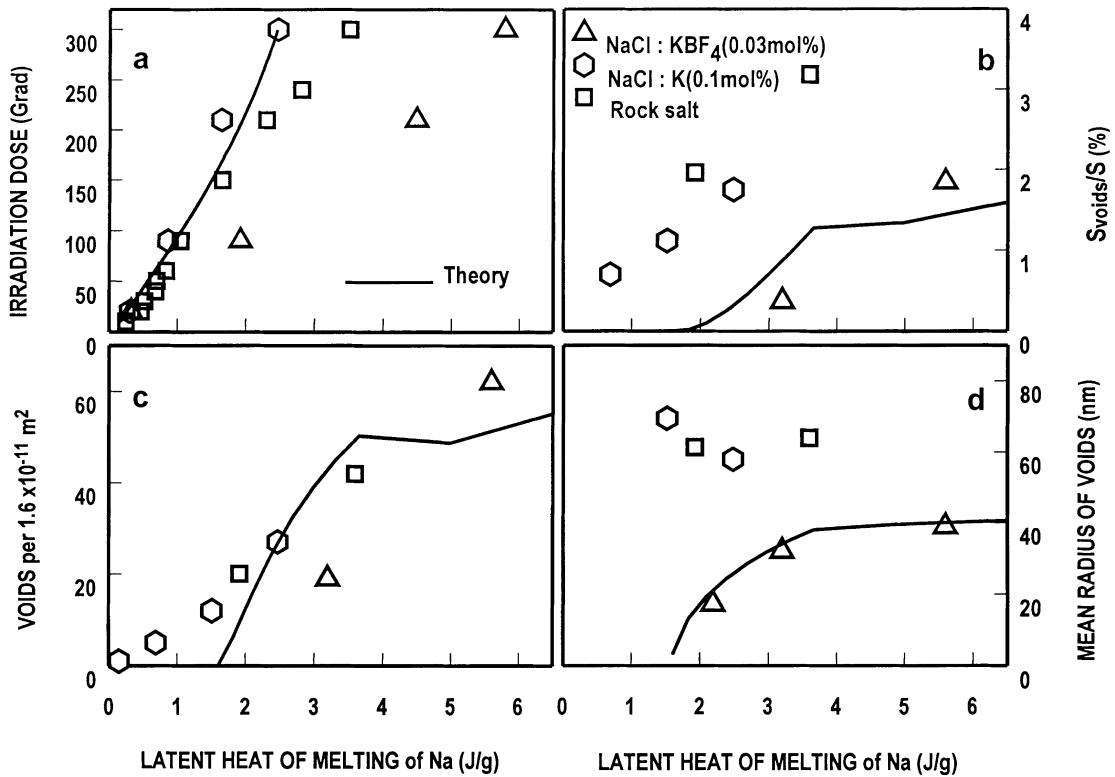 a
IRRADIATION DOSE (Grad)
300
250
200
150
100
50
0
Theory
b
NaCl : KBF4(0.03mol%)
NaCl : K(0.1mol%)
Rock salt
4
3
2
1
0
Svoids/S (%)
c
VOIDS per 1.6 x10-11 m2
60
40
20
0
0 1 2 3 4 5 6
LATENT HEAT OF MELTING of Na (J/g)
d
80
60
40
20
0
MEAN RADIUS OF VOIDS (nm)
0 1 2 3 4 5 6
LATENT HEAT OF MELTING of Na (J/g)